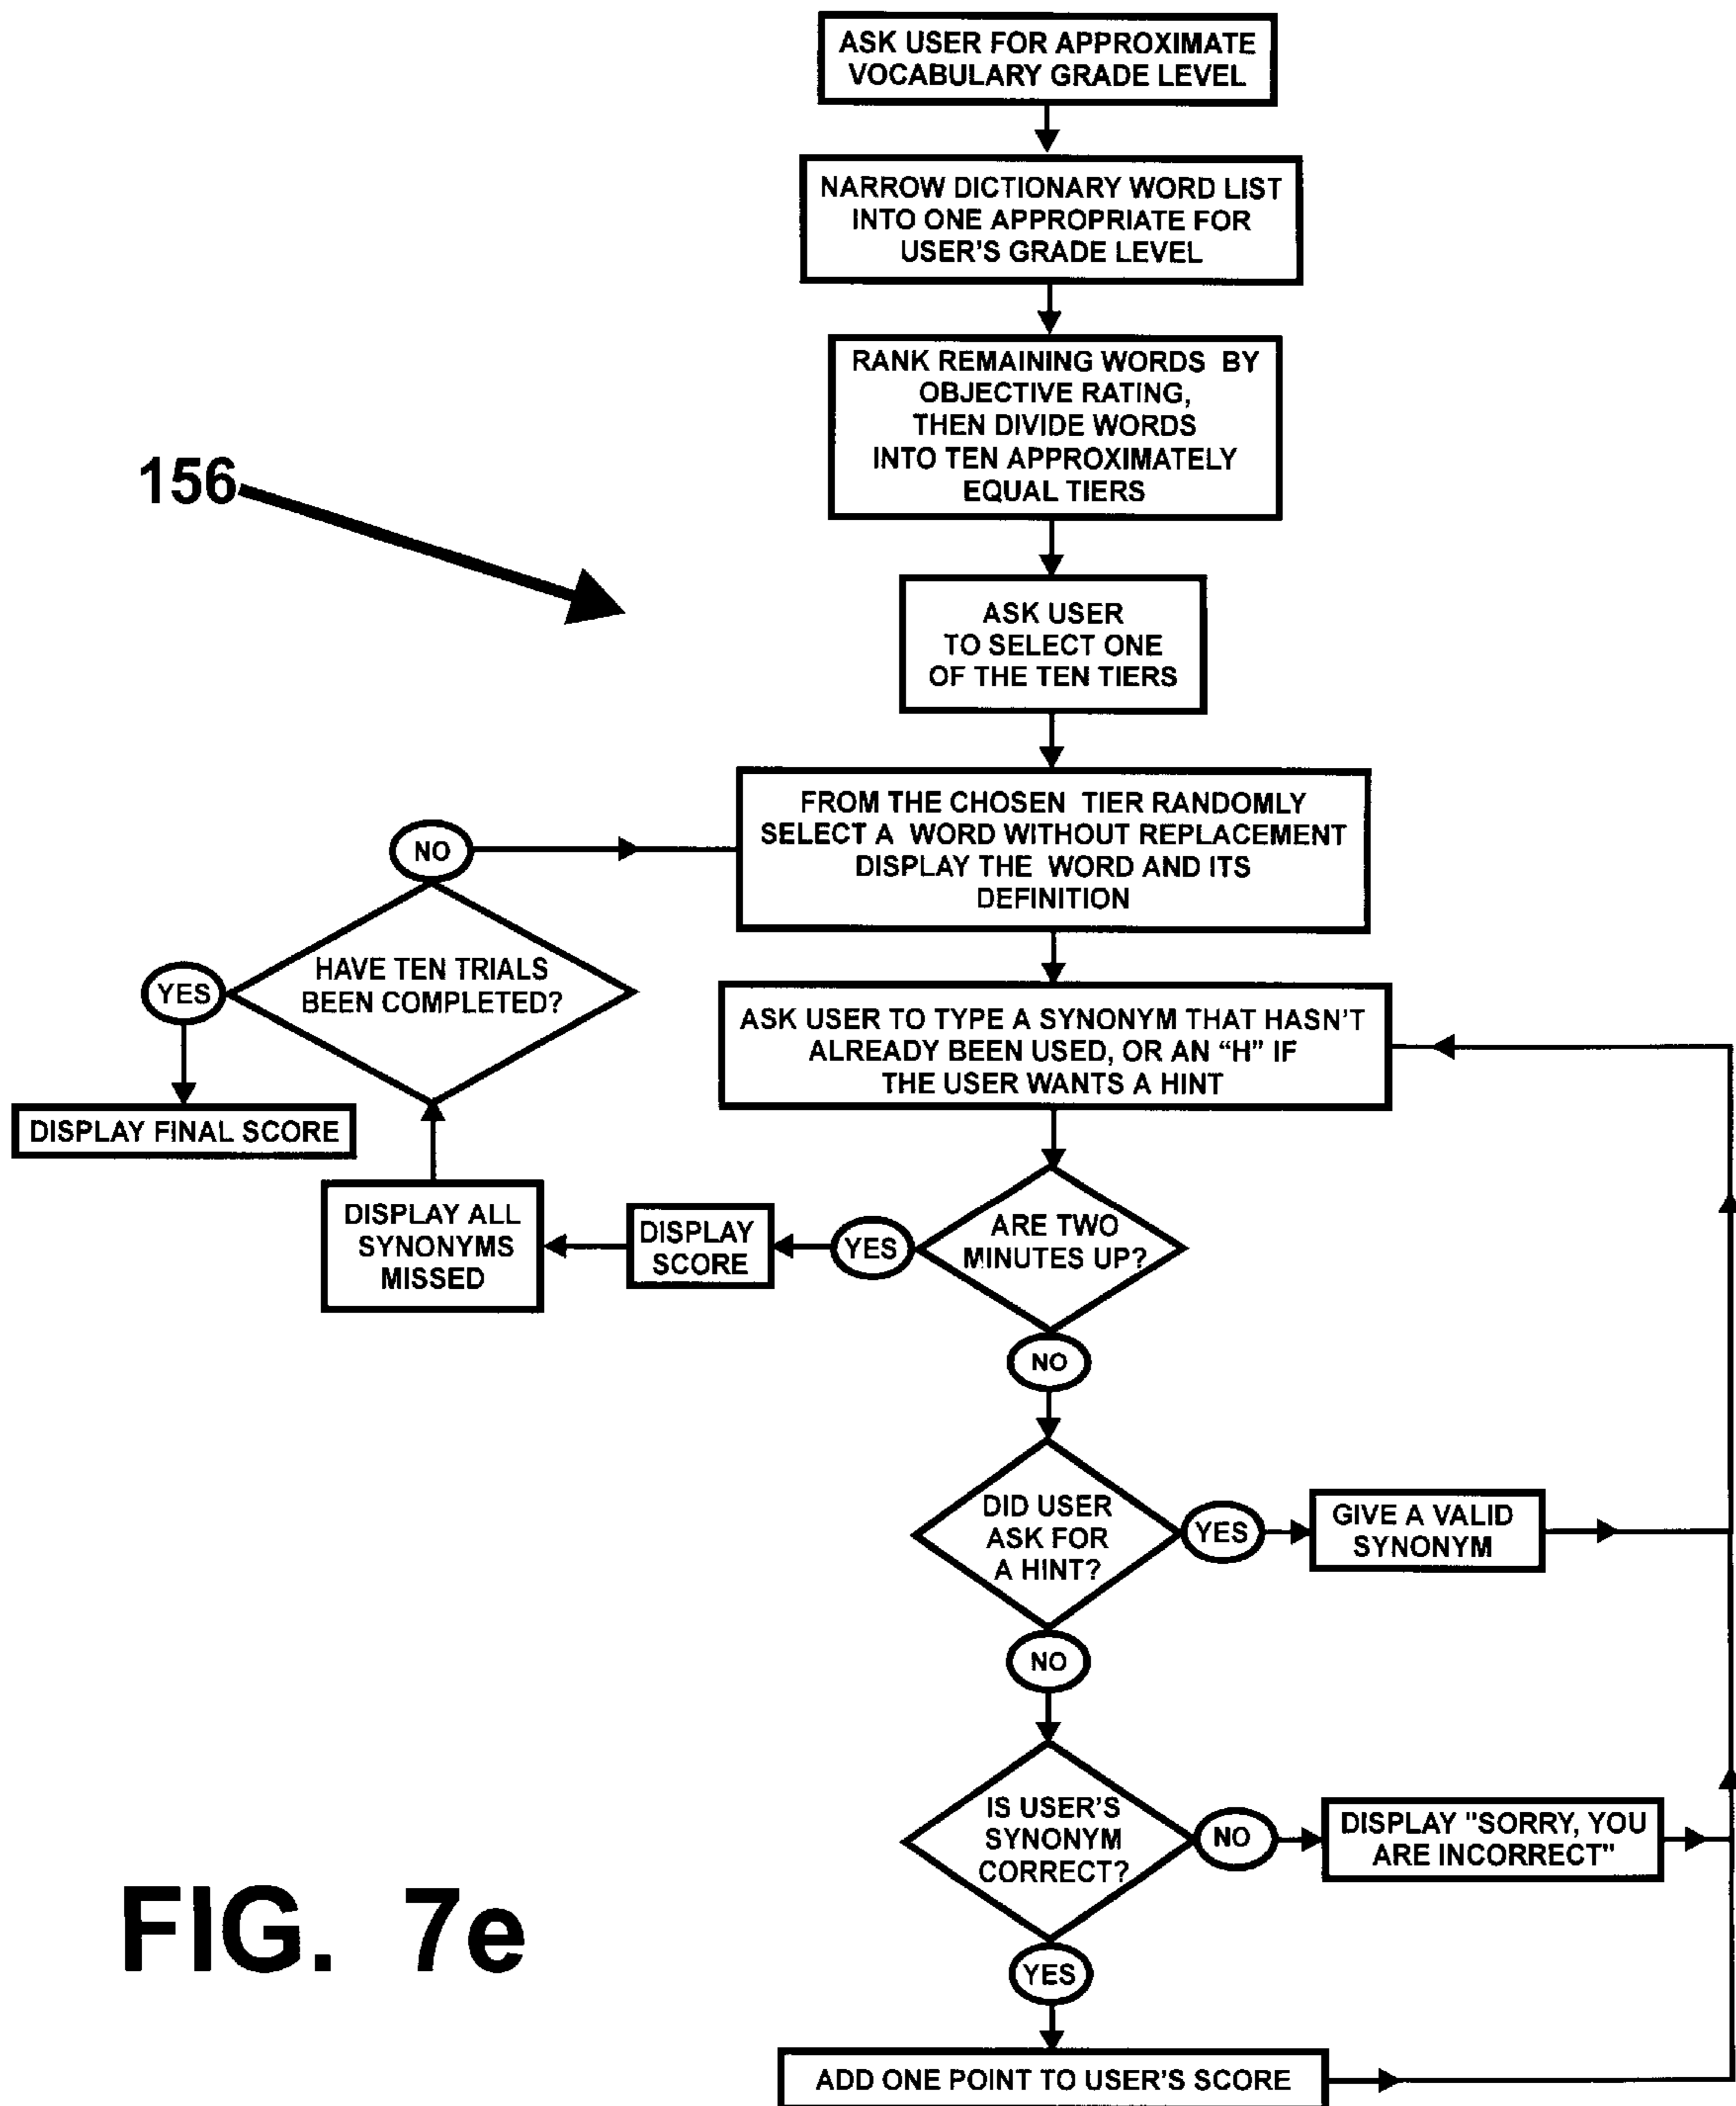 ASK USER FOR APPROXIMATE
VOCABULARY GRADE LEVEL
NARROW DICTIONARY WORD LIST
INTO ONE APPROPRIATE FOR
USER'S GRADE LEVEL
RANK REMAINING WORDS BY
OBJECTIVE RATING,
THEN DIVIDE WORDS
INTO TEN APPROXIMATELY
EQUAL TIERS
156
ASK USER
TO SELECT ONE
OF THE TEN TIERS
FROM THE CHOSEN TIER RANDOMLY
SELECT A WORD WITHOUT REPLACEMENT
DISPLAY THE WORD AND ITS
DEFINITION
NO
HAVE TEN TRIALS
BEEN COMPLETED?
YES
DISPLAY FINAL SCORE
ASK USER TO TYPE A SYNONYM THAT HASN'T
ALREADY BEEN USED, OR AN “H” IF
THE USER WANTS A HINT
ARE TWO
MINUTES UP?
YES
DISPLAY
SCORE
DISPLAY ALL
SYNONYMS
MISSED
NO
DID USER
ASK FOR
A HINT?
YES
GIVE A VALID
SYNONYM
NO
IS USER'S
SYNONYM
CORRECT?
NO
DISPLAY "SORRY, YOU
ARE INCORRECT"
YES
ADD ONE POINT TO USER'S SCORE
FIG. 7e